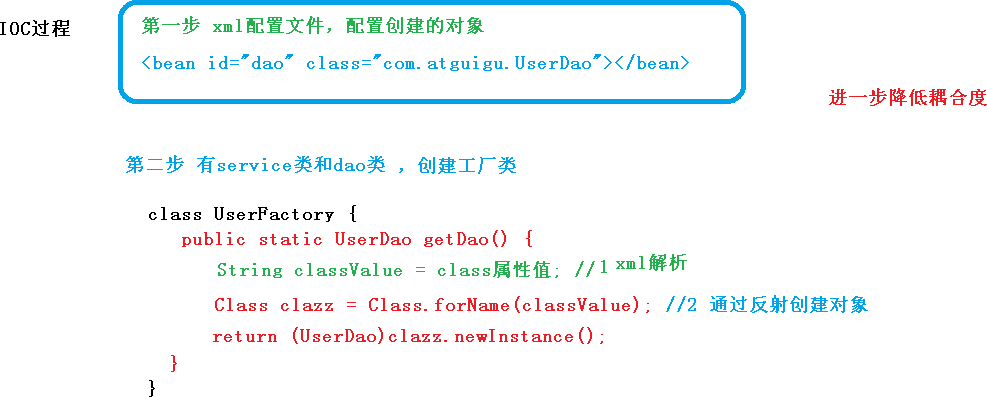 IOC过程
第一步 xml配置文件，配置创建的对象
<bean id="dao" class="com.atguigu.UserDao"></bean>
进一步降低耦合度
第二步 有service类和dao类 ，创建工厂类
class UserFactory {
public static UserDao getDao() {
String classValue = class属性值; //1 xml解析
Class clazz = Class.forName(classValue); //2 通过反射创建对象
return (UserDao)clazz.newInstance();
}
}